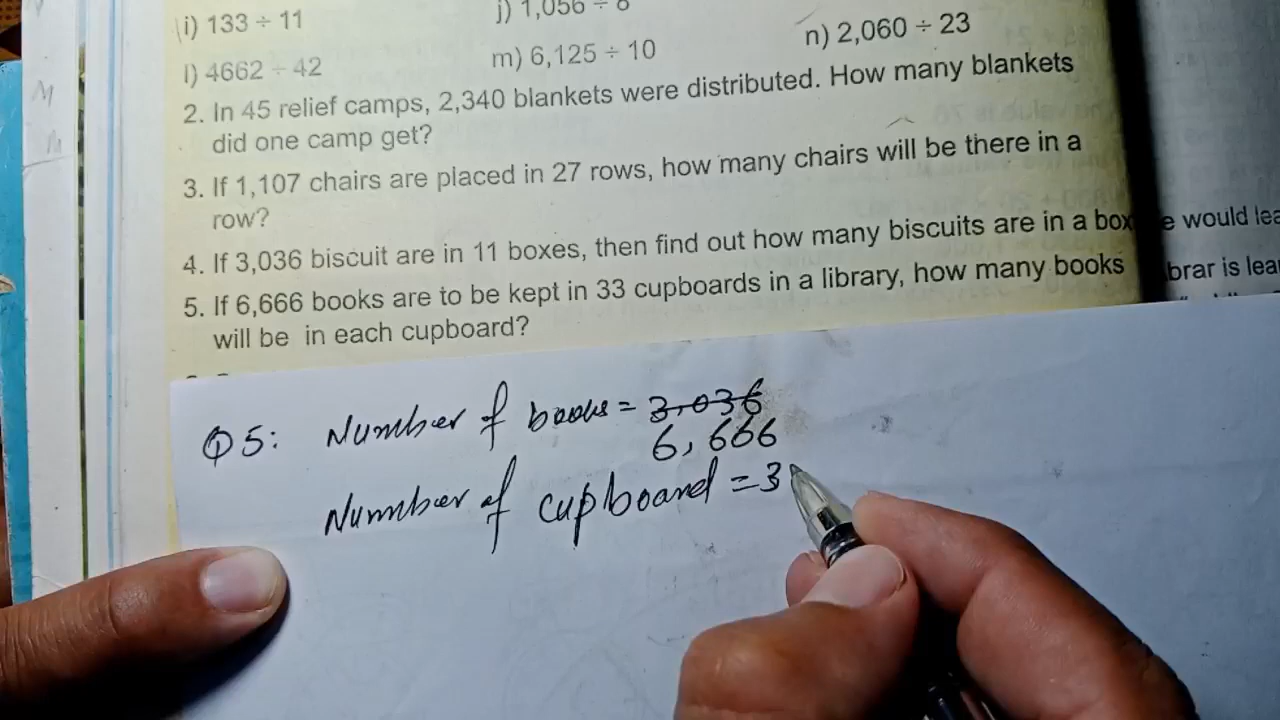 i) 133 ÷ 11
j) 1,056 ÷ 8
l) 4662 ÷ 42
m) 6,125 ÷ 10
n) 2,060 ÷ 23
2. In 45 relief camps, 2,340 blankets were distributed. How many blankets
did one camp get?
3. If 1,107 chairs are placed in 27 rows, how many chairs will be there in a
row?
4. If 3,036 biscuit are in 11 boxes, then find out how many biscuits are in a box
e would lea
5. If 6,666 books are to be kept in 33 cupboards in a library, how many books
brar is lea
will be in each cupboard?
Q5: Number of books = 3,036
6,666
Number of cupboard = 3